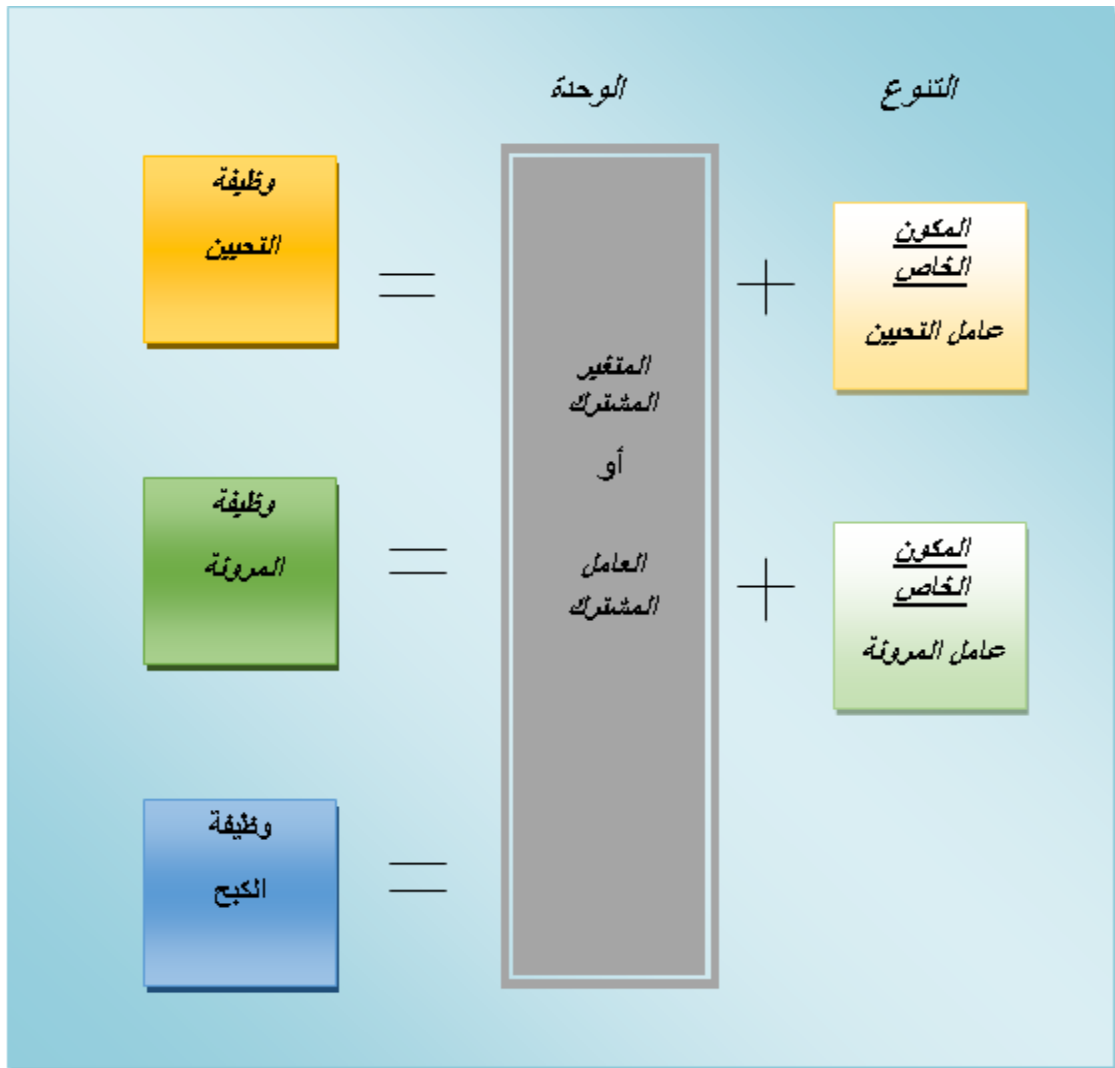 التنوع
الوحدة
وظيفة
التحيين
المكون
الخاص
عامل التحيين
المتغير
المشترك
أو
العامل
المشترك
وظيفة
المرونة
المكون
الخاص
عامل المرونة
وظيفة
الكبح